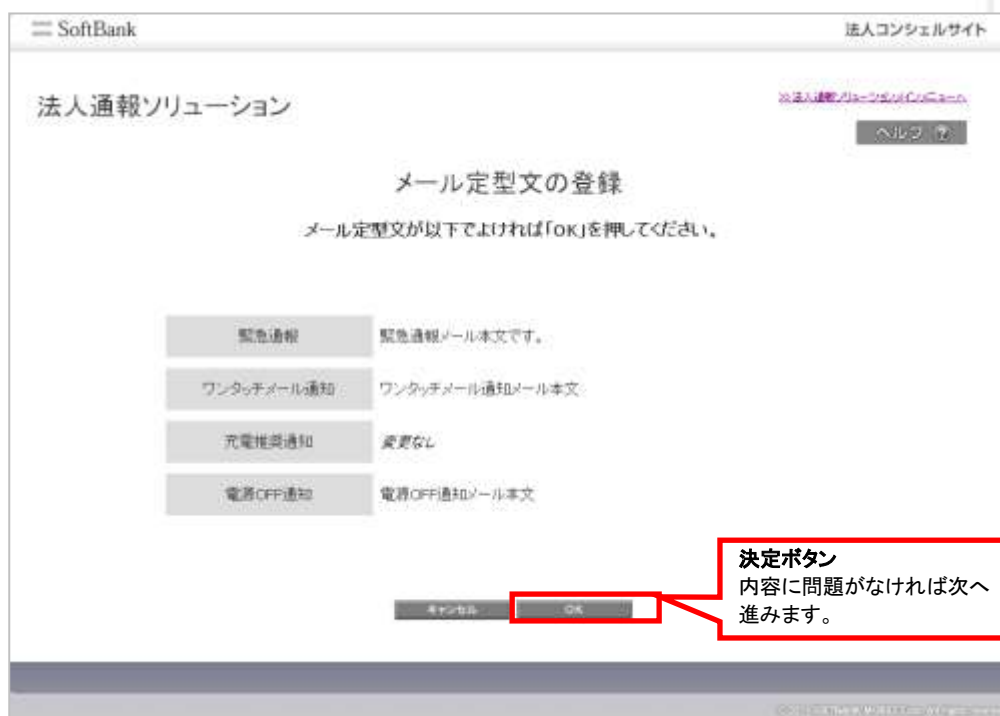 SoftBank
法人コンシェルサイト
法人通報ソリューション
ヘルプ ?
メール定型文の登録
メール定型文が以下でよければ「OK」を押してください。
緊急通報 緊急通報メール本文です。
ワンタッチメール通知 ワンタッチメール通知メール本文
充電推奨通知 変更なし
電源OFF通知 電源OFF通知メール本文
決定ボタン
内容に問題がなければ次へ
進みます。
キャンセル OK